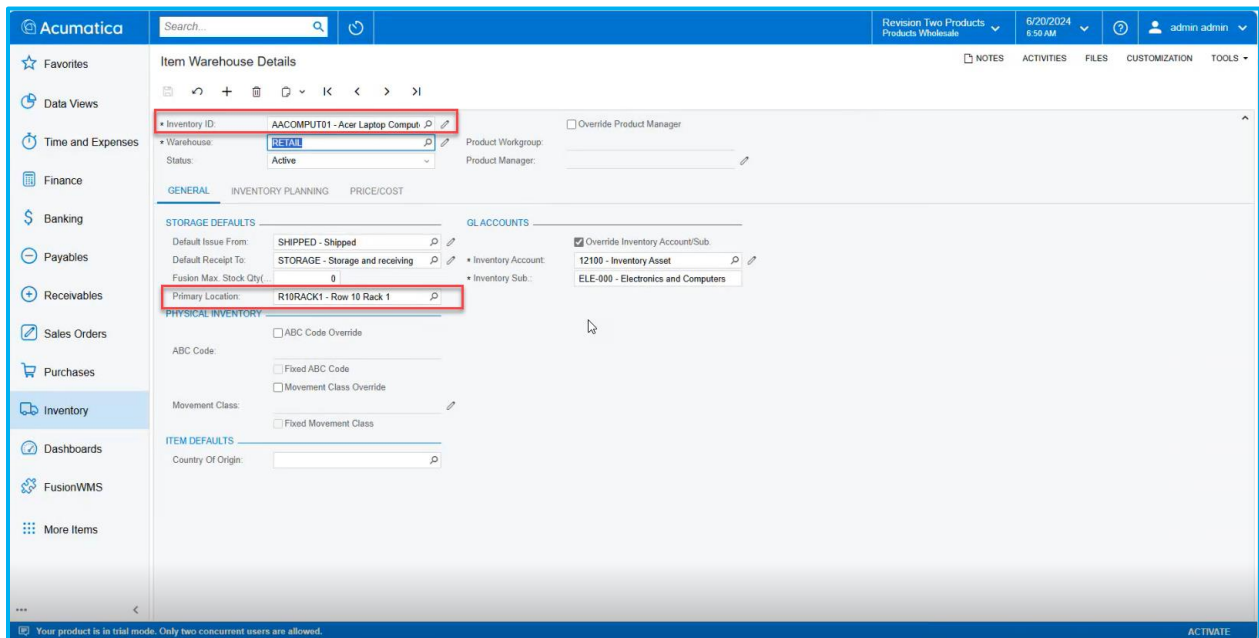 Acumatica
Search...
Revision Two Products
Products Wholesale
6/20/2024
6:50 AM
admin admin
Favorites
Data Views
Time and Expenses
Finance
Banking
Payables
Receivables
Sales Orders
Purchases
Inventory
Dashboards
FusionWMS
More Items
Item Warehouse Details
NOTES ACTIVITIES FILES CUSTOMIZATION TOOLS
* Inventory ID: AACOMPUT01 - Acer Laptop Comput
Override Product Manager
* Warehouse: RETAIL
Product Workgroup:
Status: Active
Product Manager:
GENERAL INVENTORY PLANNING PRICE/COST
STORAGE DEFAULTS
GL ACCOUNTS
Default Issue From: SHIPPED - Shipped
Override Inventory Account/Sub.
Default Receipt To: STORAGE - Storage and receiving
* Inventory Account: 12100 - Inventory Asset
Fusion Max. Stock Qty(... 0
* Inventory Sub.: ELE-000 - Electronics and Computers
Primary Location: R10RACK1 - Row 10 Rack 1
PHYSICAL INVENTORY
ABC Code Override
ABC Code:
Fixed ABC Code
Movement Class Override
Movement Class:
Fixed Movement Class
ITEM DEFAULTS
Country Of Origin:
Your product is in trial mode. Only two concurrent users are allowed.
ACTIVATE